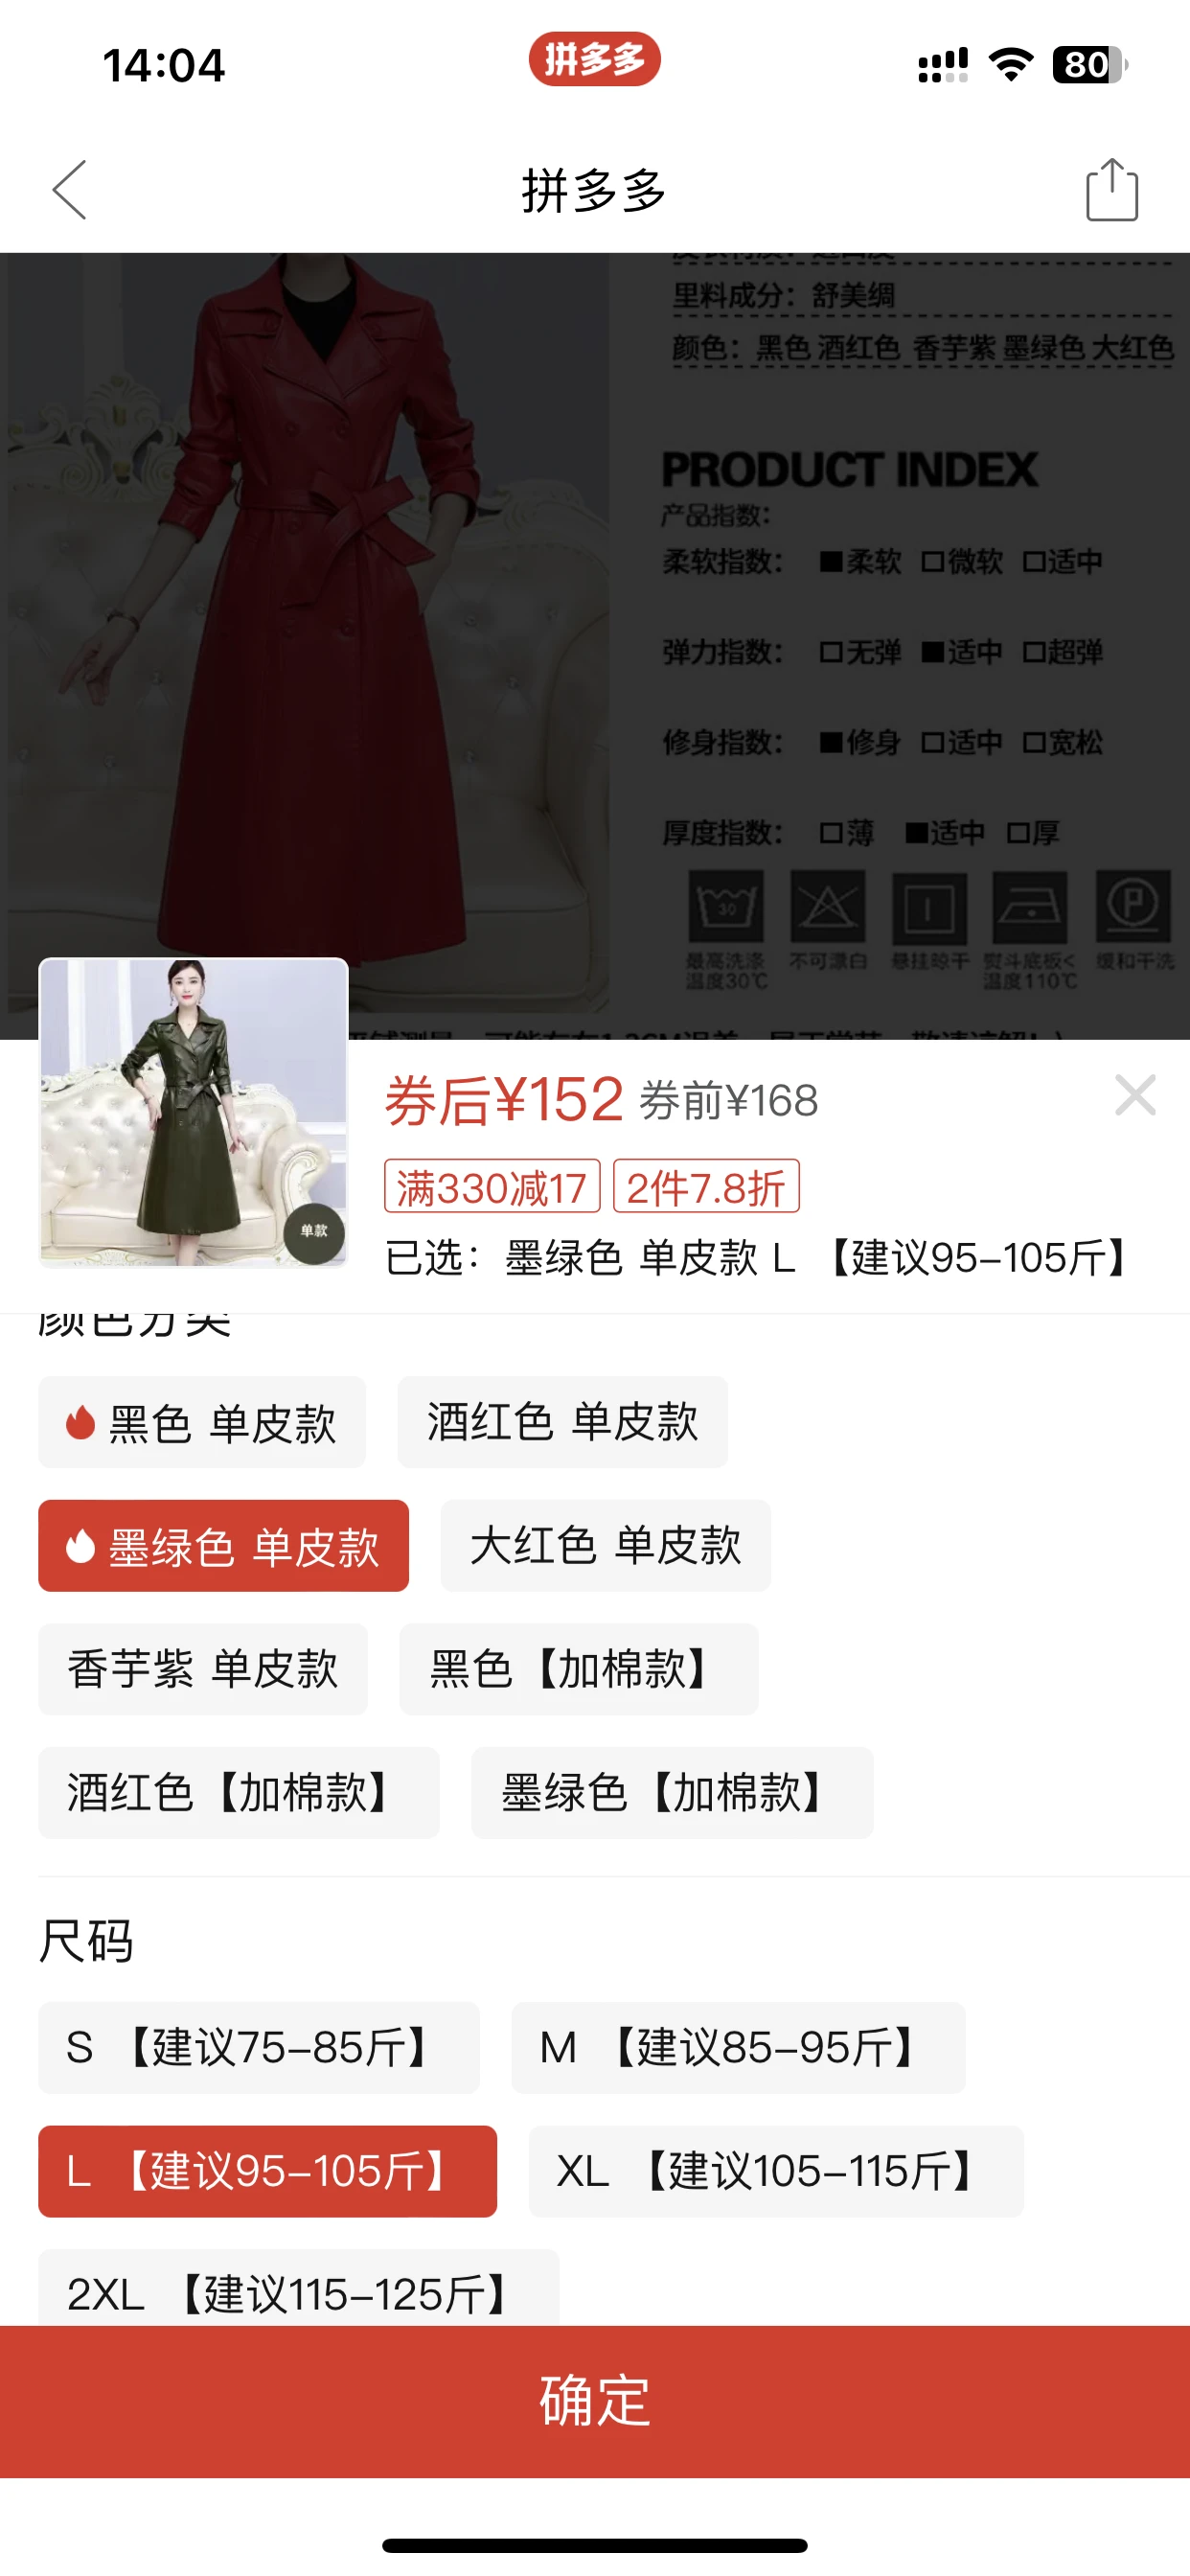 14:04
拼多多
80
拼多多
里料成分：舒美绸
颜色：黑色 酒红色 香芋紫 墨绿色 大红色
PRODUCT INDEX
产品指数：
柔软指数： ■柔软 □微软 □适中
弹力指数： □无弹 ■适中 □超弹
修身指数： ■修身 □适中 □宽松
厚度指数： □薄 ■适中 □厚
30
P
最高洗涤温度30℃
不可漂白
悬挂晾干
熨斗底板<温度110℃
缓和干洗
单款
券后¥152 券前¥168
满330减17 2件7.8折
已选：墨绿色 单皮款 L 【建议95-105斤】
颜色分类
黑色 单皮款
酒红色 单皮款
墨绿色 单皮款
大红色 单皮款
香芋紫 单皮款
黑色【加棉款】
酒红色【加棉款】
墨绿色【加棉款】
尺码
S 【建议75-85斤】
M 【建议85-95斤】
L 【建议95-105斤】
XL 【建议105-115斤】
2XL 【建议115-125斤】
确定